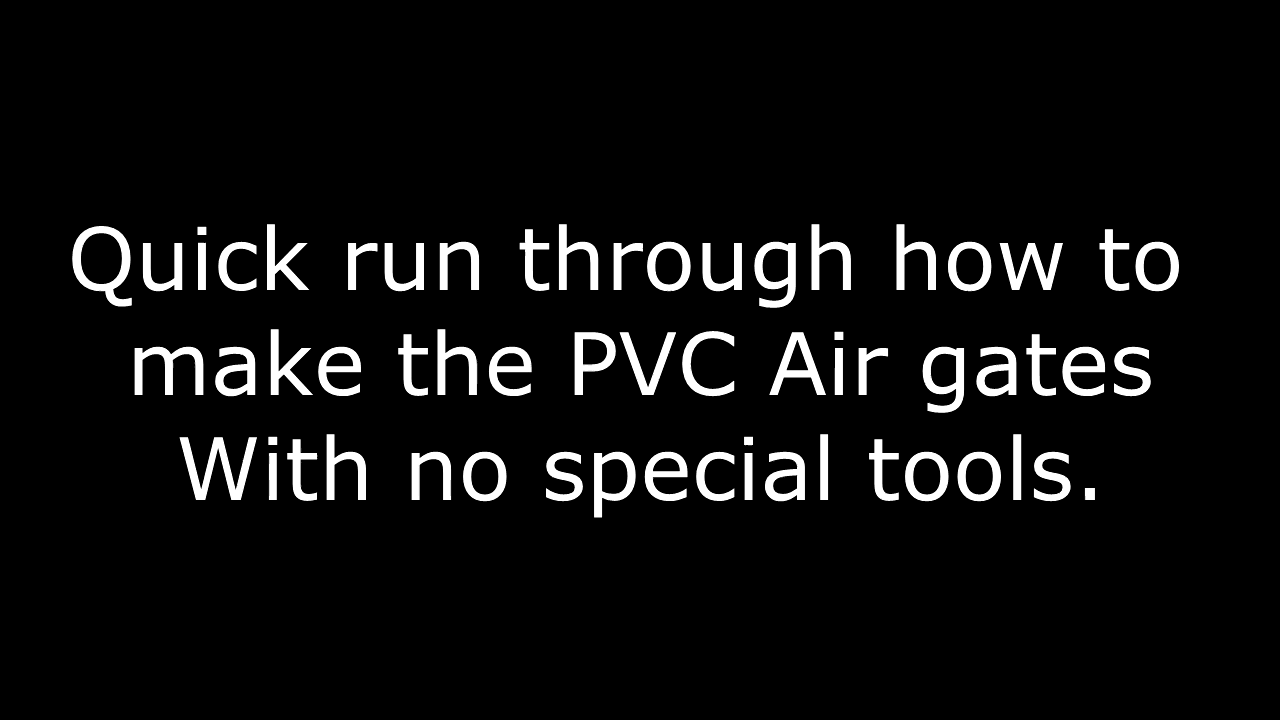 Quick run through how to
make the PVC Air gates
With no special tools.